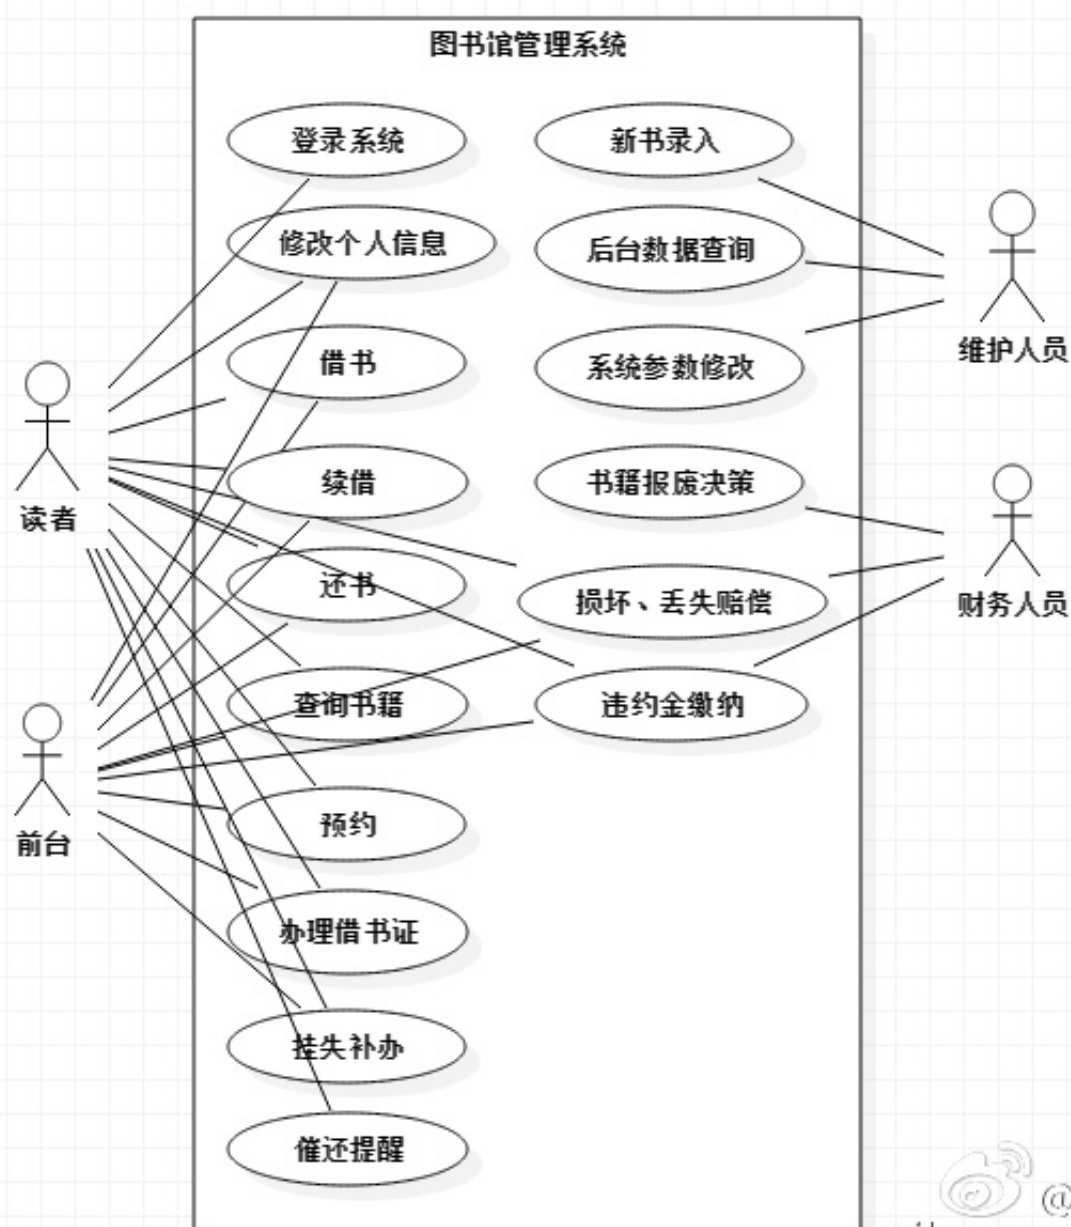 图书馆管理系统
登录系统
新书录入
修改个人信息
后台数据查询
维护人员
借书
系统参数修改
读者
续借
书籍报废决策
还书
损坏、丢失赔偿
财务人员
查询书籍
违约金缴纳
前台
预约
办理借书证
挂失补办
催还提醒
@